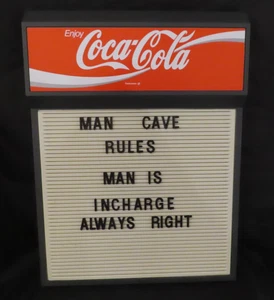 Enjoy
Coca-Cola
MAN CAVE
RULES
MAN IS
INCHARGE
ALWAYS RIGHT